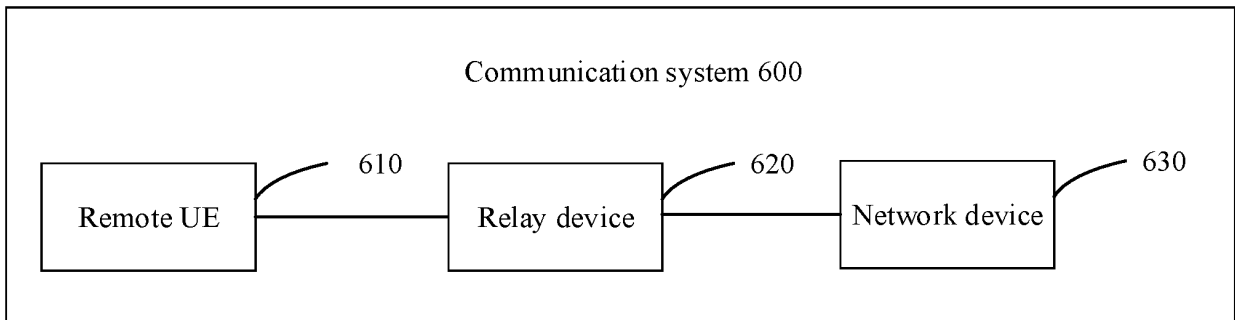 Communication system 600
610
620
630
Remote UE
Relay device
Network device